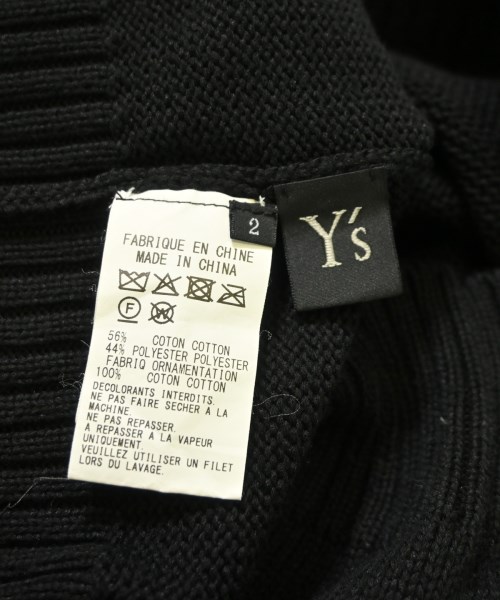 2
Y's
FABRIQUE EN CHINE
MADE IN CHINA
F
W
56% COTON COTTON
44% POLYESTER POLYESTER
FABRIQ ORNAMENTATION
100% COTON COTTON
DECOLORANTS INTERDITS.
NE PAS FAIRE SECHER A LA
MACHINE.
NE PAS REPASSER.
A REPASSER A LA VAPEUR
UNIQUEMENT.
VEUILLEZ UTILISER UN FILET
LORS DU LAVAGE.